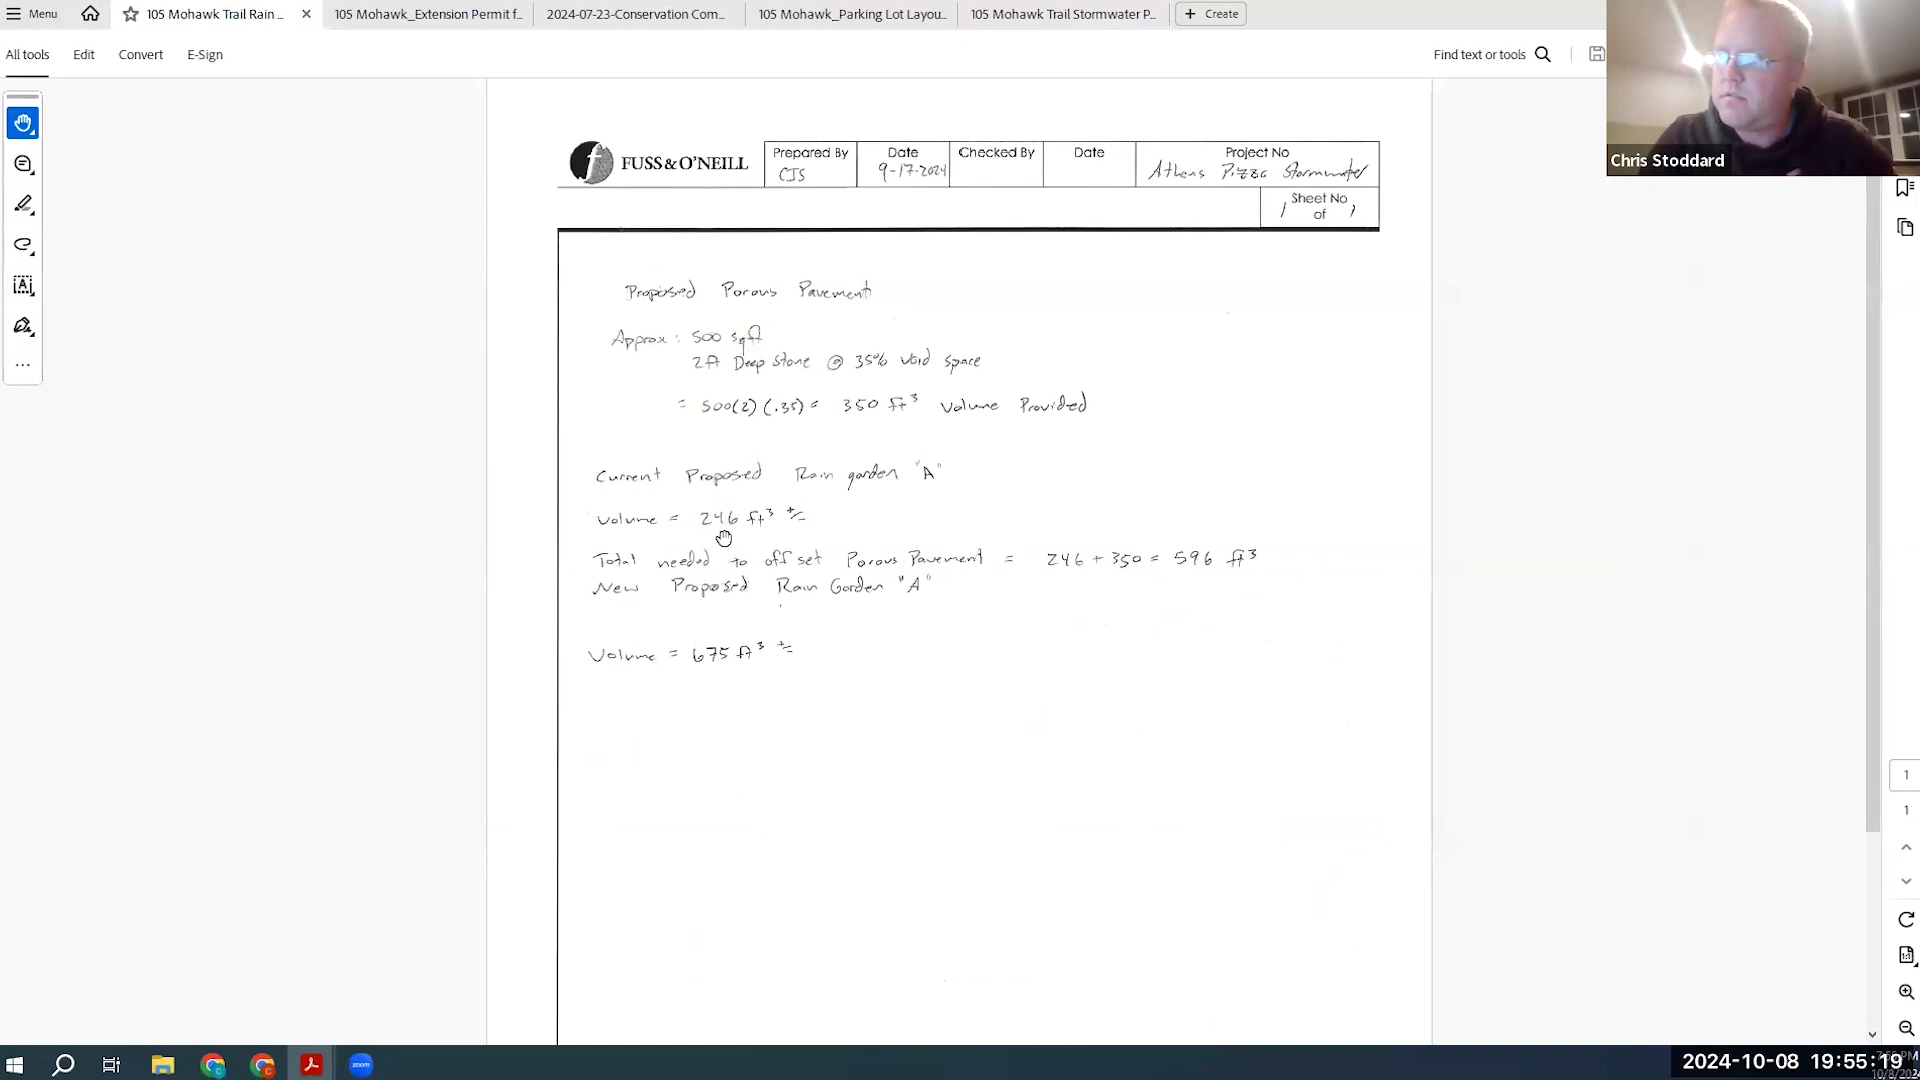 Menu
105 Mohawk Trail Rain ...
105 Mohawk_Extension Permit f...
2024-07-23-Conservation Com...
105 Mohawk_Parking Lot Layou...
105 Mohawk Trail Stormwater P...
Create
All tools
Edit
Convert
E-Sign
Find text or tools
Chris Stoddard
FUSS & O'NEILL
Prepared By
CJS
Date
9-17-2024
Checked By
Date
Project No
Athens Pizza Stormwater
Sheet No
1 of 1
Proposed Porous Pavement
Approx: 500 sqft
2ft Deep Stone @ 35% void space
= 500(2)(.35) = 350 ft³ Volume Provided
Current Proposed Rain garden "A"
Volume = 246 ft³ +-
Total needed to offset Porous Pavement = 246 + 350 = 596 ft³
New Proposed Rain Garden "A"
Volume = 675 ft³ +-
1
1
zoom
2024-10-08 19:55:19